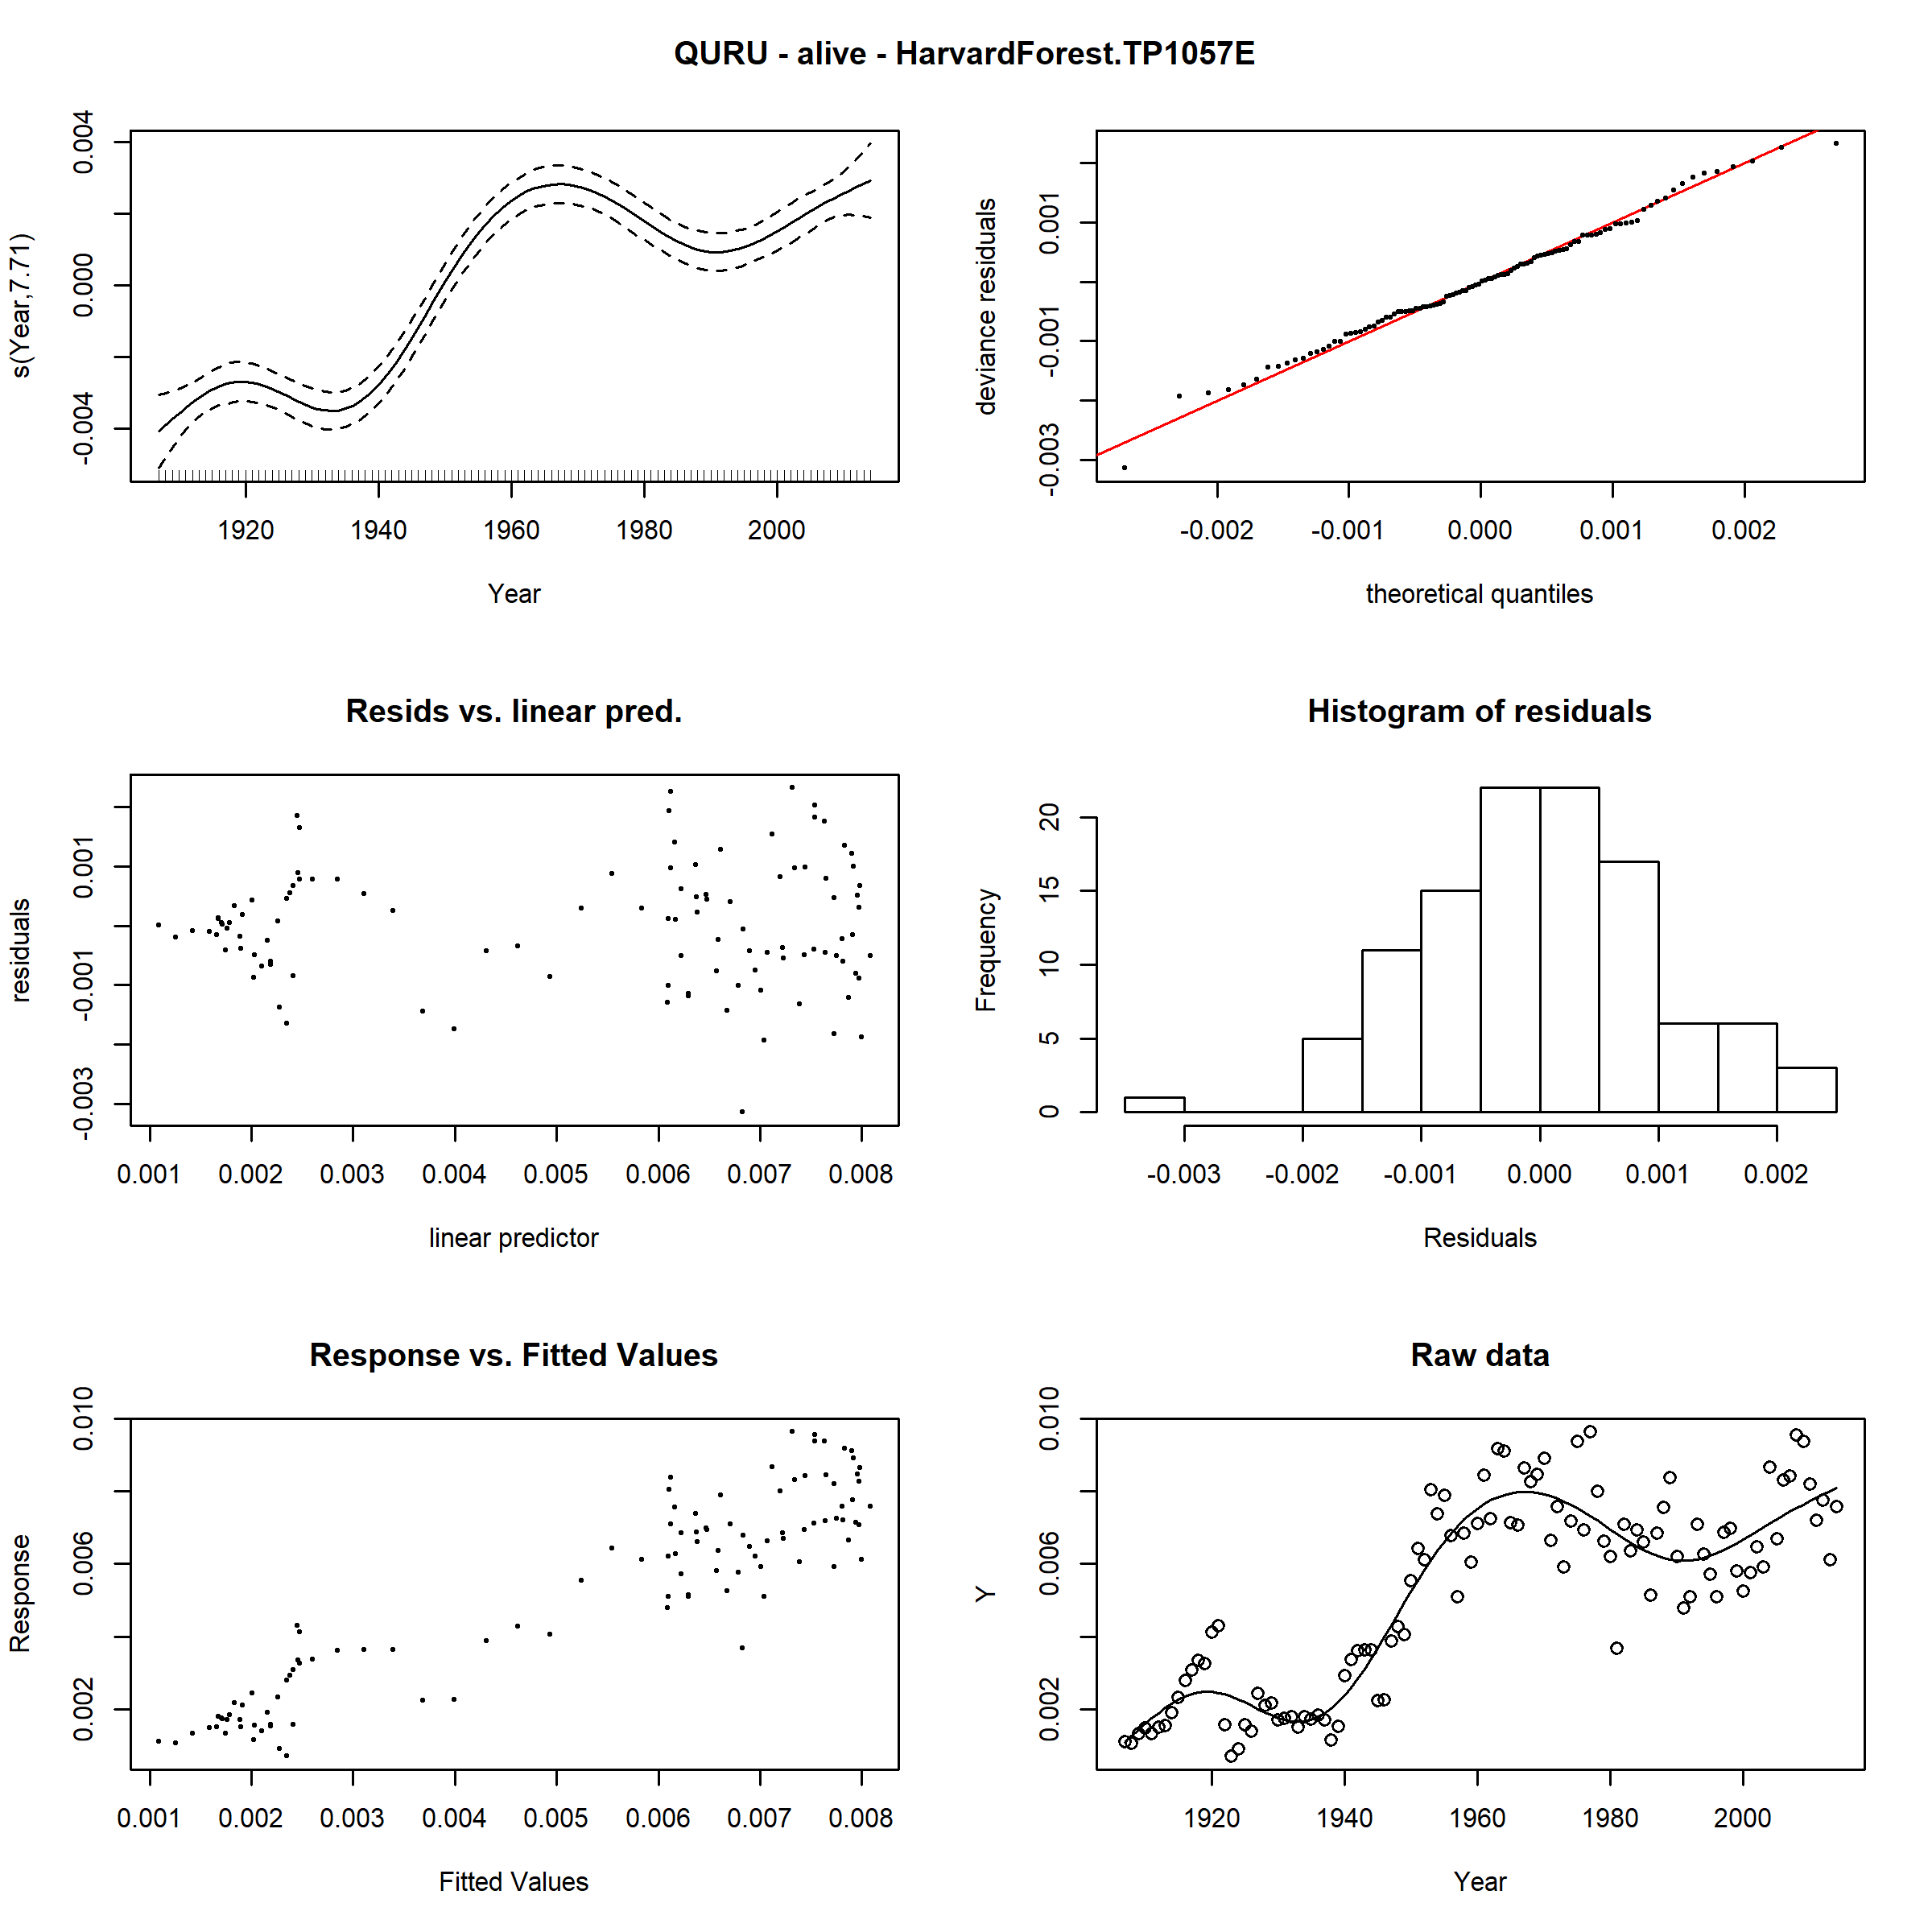 QURU - alive - HarvardForest.TP1057E
s(Year,7.71)
0.004
0.000
-0.004
1920 1940 1960 1980 2000
Year
deviance residuals
0.001
-0.001
-0.003
-0.002 -0.001 0.000 0.001 0.002
theoretical quantiles
Resids vs. linear pred.
residuals
0.001
-0.001
-0.003
0.001 0.002 0.003 0.004 0.005 0.006 0.007 0.008
linear predictor
Histogram of residuals
Frequency
20
15
10
5
0
-0.003 -0.002 -0.001 0.000 0.001 0.002
Residuals
Response vs. Fitted Values
Response
0.010
0.006
0.002
0.001 0.002 0.003 0.004 0.005 0.006 0.007 0.008
Fitted Values
Raw data
Y
0.010
0.006
0.002
1920 1940 1960 1980 2000
Year